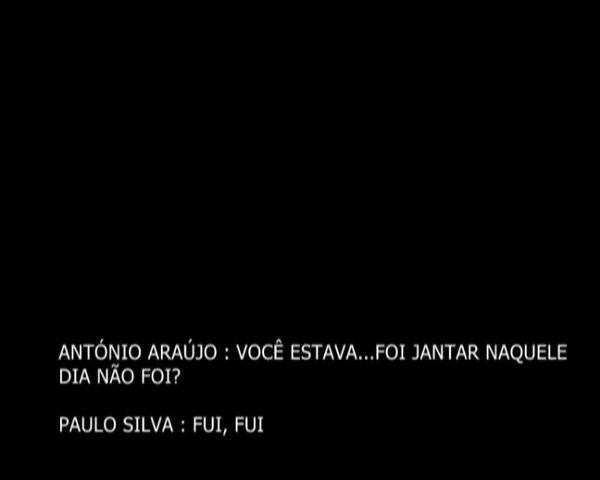 ANTÓNIO ARAÚJO : VOCÊ ESTAVA...FOI JANTAR NAQUELE
DIA NÃO FOI?
PAULO SILVA : FUI, FUI